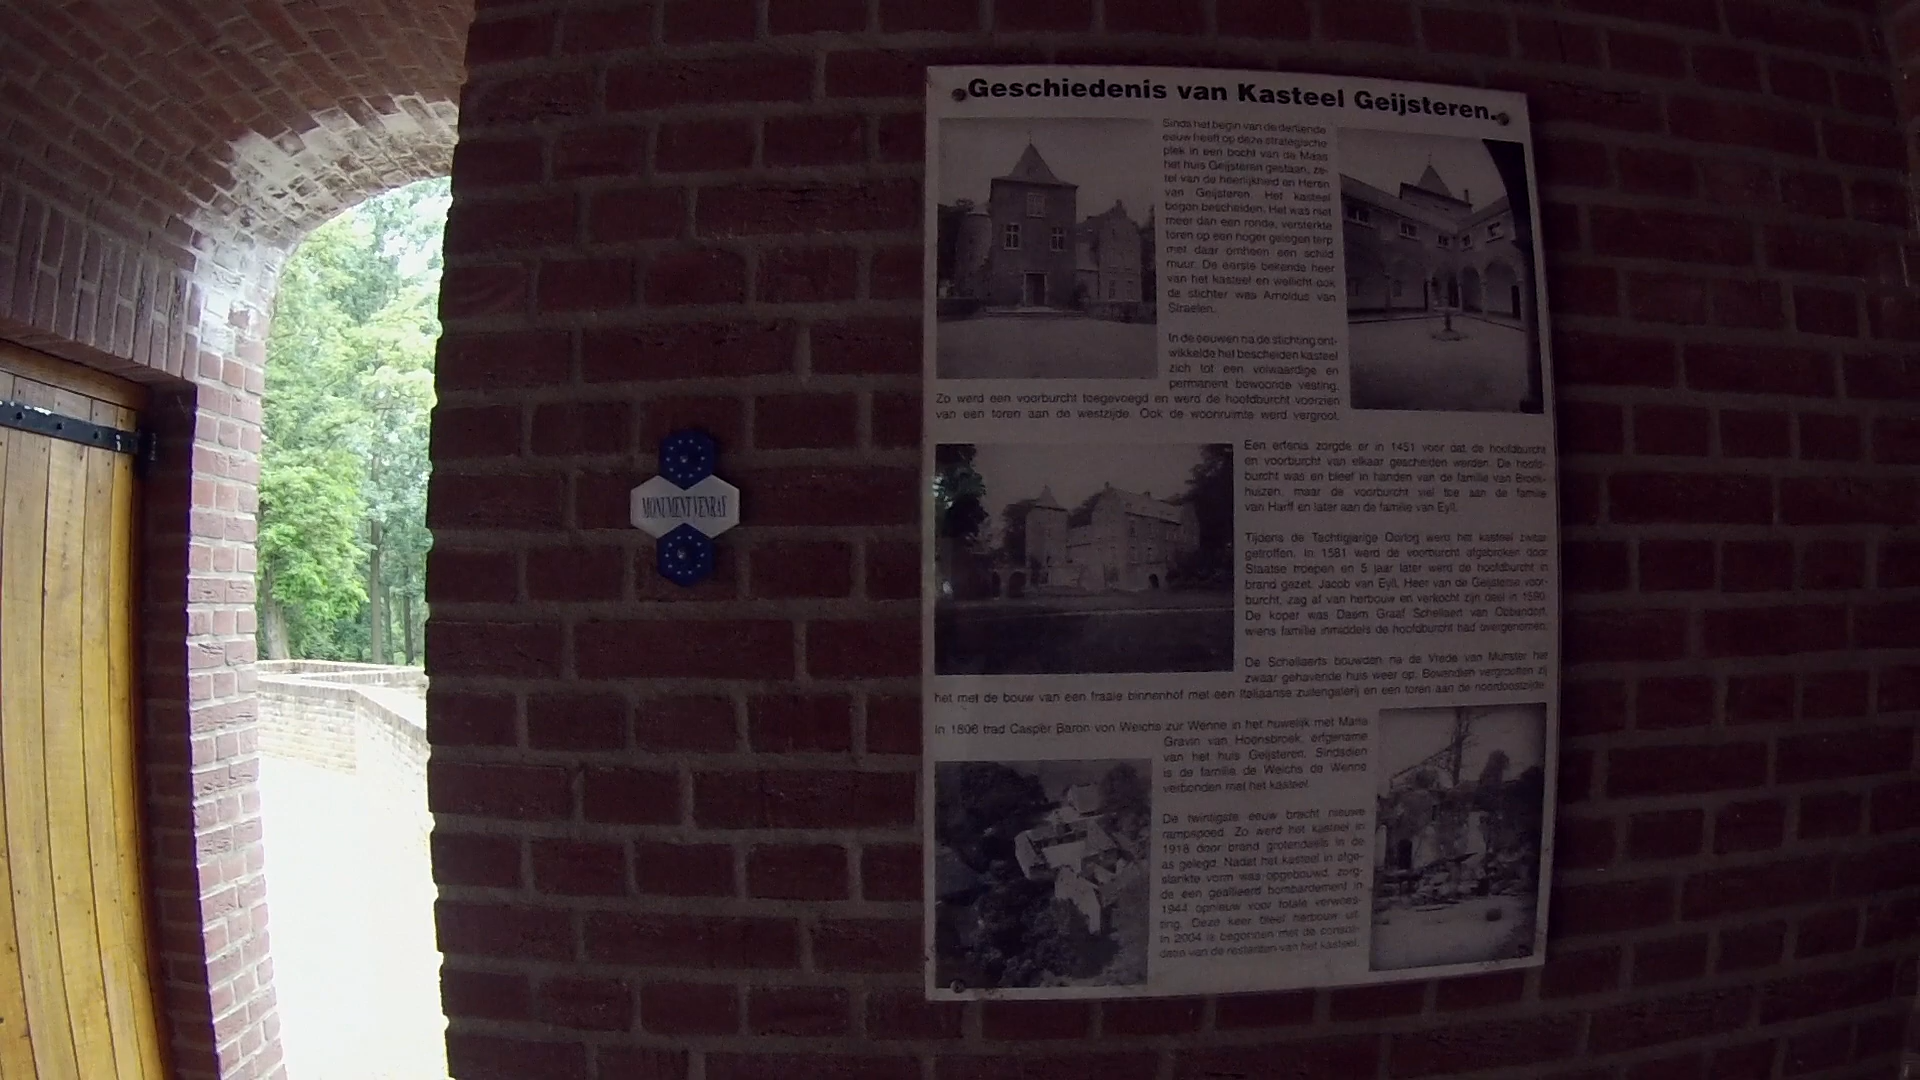 Geschiedenis van Kasteel Geijsteren.
Sinds het begin van de dertiende
eeuw heeft op deze strategische
plek in een bocht van de Maas
het huis Geijsteren gestaan, ze-
tel van de heerlijkheid en Heren
van Geijsteren. Het kasteel
begon bescheiden. Het was niet
meer dan een ronde, versterkte
toren op een hoger gelegen terp
met daar omheen een schild
muur. De eerste bekende heer
van het kasteel en wellicht ook
de stichter was Arnoldus van
Straelen.
In de eeuwen na de stichting ont-
wikkelde het bescheiden kasteel
zich tot een volwaardige en
permanent bewoonde vesting.
Zo werd een voorburcht toegevoegd en werd de hoofdburcht voorzien
van een toren aan de westzijde. Ook de woonruimte werd vergroot.
MONUMENT VENRAY
Een erfenis zorgde er in 1451 voor dat de hoofdburcht
en voorburcht van elkaar gescheiden werden. De hoofd-
burcht was en bleef in handen van de familie van Broek-
huizen, maar de voorburcht viel toe aan de familie
van Harff en later aan de familie van Eyll.
Tijdens de Tachtigjarige Oorlog werd het kasteel zwaar
getroffen. In 1581 werd de voorburcht afgebroken door
Staatse troepen en 5 jaar later werd de hoofdburcht in
brand gezet. Jacob van Eyll, Heer van de Geijsterse voor-
burcht, zag af van herbouw en verkocht zijn deel in 1590.
De koper was Daem Graaf Schellaert van Obbendorf,
wiens familie inmiddels de hoofdburcht had overgenomen.
De Schellaerts bouwden na de Vrede van Munster het
zwaar gehavende huis weer op. Bovendien vergrootten zij
het met de bouw van een fraaie binnenhof met een Italiaanse zuilengalerij en een toren aan de noordoostzijde.
In 1806 trad Casper Baron von Weichs zur Wenne in het huwelijk met Maria
Gravin van Hoensbroek, erfgename
van het huis Geijsteren. Sindsdien
is de familie de Weichs de Wenne
verbonden met het kasteel.
De twintigste eeuw bracht nieuwe
rampspoed. Zo werd het kasteel in
1918 door brand grotendeels in de
as gelegd. Nadat het kasteel in afge-
slankte vorm was opgebouwd, zorg-
de een geallieerd bombardement in
1944 opnieuw voor totale verwoes-
ting. Deze keer bleef herbouw uit.
In 2004 is begonnen met de consoli-
datie van de restanten van het kasteel.